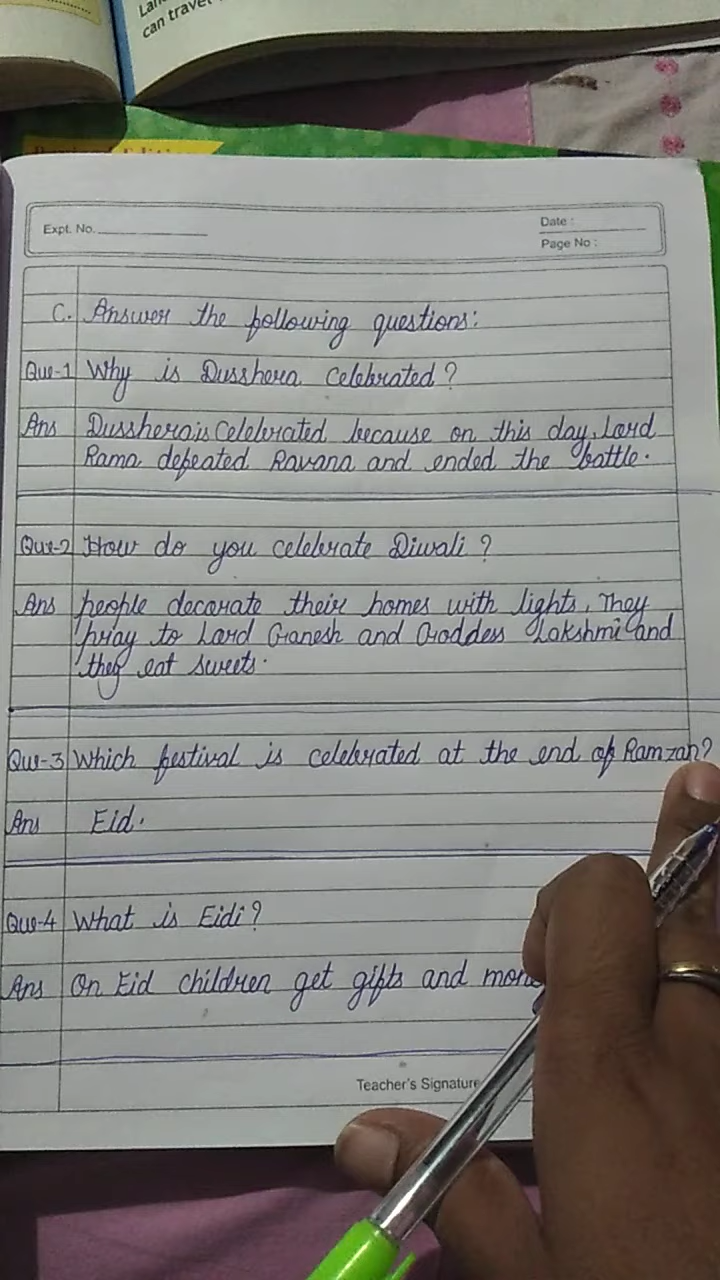 can travel
Expt. No.
Date :
Page No :
C. Answer the following questions:
Que-1 Why is Dusshera celebrated?
Ans Dussherais celebrated because on this day, Lord
Rama defeated Ravana and ended the battle.
Que-2 How do you celebrate Diwali?
Ans people decorate their homes with lights, They
pray to Lord Ganesh and Goddess Lakshmi and
they eat sweets.
Que-3 Which festival is celebrated at the end of Ramzan?
Ans Eid.
Que-4 What is Eidi?
Ans On Eid children get gifts and
Teacher's Signature